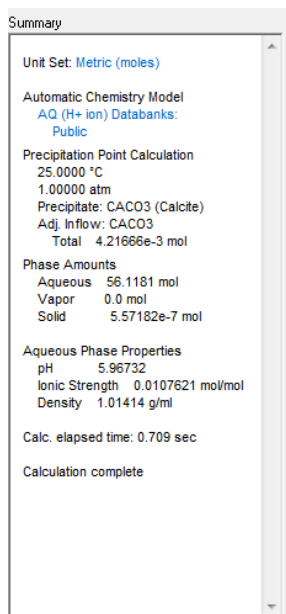 Summary
Unit Set: Metric (moles)
Automatic Chemistry Model
AQ (H+ ion) Databanks:
Public
Precipitation Point Calculation
25.0000 °C
1.00000 atm
Precipitate: CACO3 (Calcite)
Adj. Inflow: CACO3
Total 4.21666e-3 mol
Phase Amounts
Aqueous 56.1181 mol
Vapor 0.0 mol
Solid 5.57182e-7 mol
Aqueous Phase Properties
pH 5.96732
Ionic Strength 0.0107621 mol/mol
Density 1.01414 g/ml
Calc. elapsed time: 0.709 sec
Calculation complete